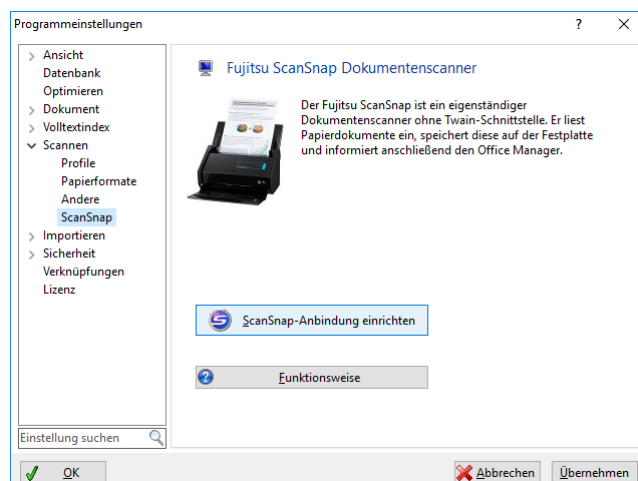 Programmeinstellungen
?
Ansicht
Datenbank
Optimieren
Dokument
Volltextindex
Scannen
Profile
Papierformate
Andere
ScanSnap
Importieren
Sicherheit
Verknüpfungen
Lizenz
Einstellung suchen
Fujitsu ScanSnap Dokumentenscanner
Der Fujitsu ScanSnap ist ein eigenständiger
Dokumentenscanner ohne Twain-Schnittstelle. Er liest
Papierdokumente ein, speichert diese auf der Festplatte
und informiert anschließend den Office Manager.
ScanSnap-Anbindung einrichten
Funktionsweise
OK
Abbrechen
Übernehmen